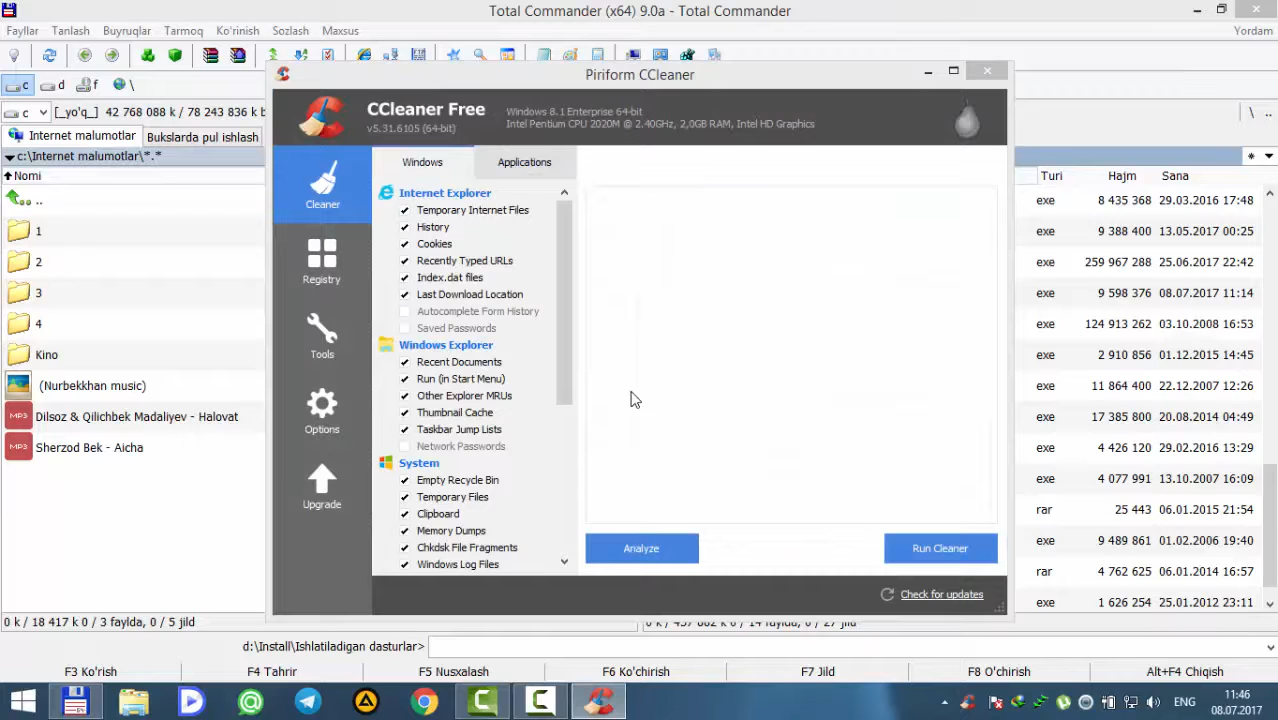 Total Commander (x64) 9.0a - Total Commander
Fayllar Tanlash Buyruqlar Tarmoq Ko'rinish Sozlash Maxsus Yordam
c d f \
c [_yo'q_] 42 768 088 k / 78 243 836 k b \ ..
Internet malumotlar Bukslarda pul ishlash
c:\Internet malumotlar\*.* * 
Nomi Turi Hajm Sana
..
1
2
3
4
Kino
(Nurbekkhan music)
MP3 Dilsoz & Qilichbek Madaliyev - Halovat
MP3 Sherzod Bek - Aicha
exe 8 435 368 29.03.2016 17:48
exe 9 388 400 13.05.2017 00:25
exe 259 967 288 25.06.2017 22:42
exe 9 598 376 08.07.2017 11:14
exe 124 913 262 03.10.2008 16:53
exe 2 910 856 01.12.2015 14:45
exe 11 864 400 22.12.2007 12:26
exe 17 385 800 20.08.2014 04:49
exe 4 426 120 29.02.2016 13:29
exe 4 077 991 13.10.2007 16:09
rar 25 443 06.01.2015 21:54
exe 9 489 861 01.02.2006 19:40
rar 4 762 625 06.01.2014 16:57
exe 1 626 254 25.01.2012 23:11
Piriform CCleaner
CCleaner Free
v5.31.6105 (64-bit)
Windows 8.1 Enterprise 64-bit
Intel Pentium CPU 2020M @ 2.40GHz, 2,0GB RAM, Intel HD Graphics
Cleaner
Registry
Tools
Options
Upgrade
Windows Applications
Internet Explorer
Temporary Internet Files
History
Cookies
Recently Typed URLs
Index.dat files
Last Download Location
Autocomplete Form History
Saved Passwords
Windows Explorer
Recent Documents
Run (in Start Menu)
Other Explorer MRUs
Thumbnail Cache
Taskbar Jump Lists
Network Passwords
System
Empty Recycle Bin
Temporary Files
Clipboard
Memory Dumps
Chkdsk File Fragments
Windows Log Files
Analyze Run Cleaner
Check for updates
0 k / 18 417 k 0 / 3 faylda, 0 / 5 jild
0 k / 457 882 k 0 / 14 faylda, 0 / 27 jild
d:\Install\Ishlatiladigan dasturlar>
F3 Ko'rish F4 Tahrir F5 Nusxalash F6 Ko'chirish F7 Jild F8 O'chirish Alt+F4 Chiqish
ENG 11:46
08.07.2017